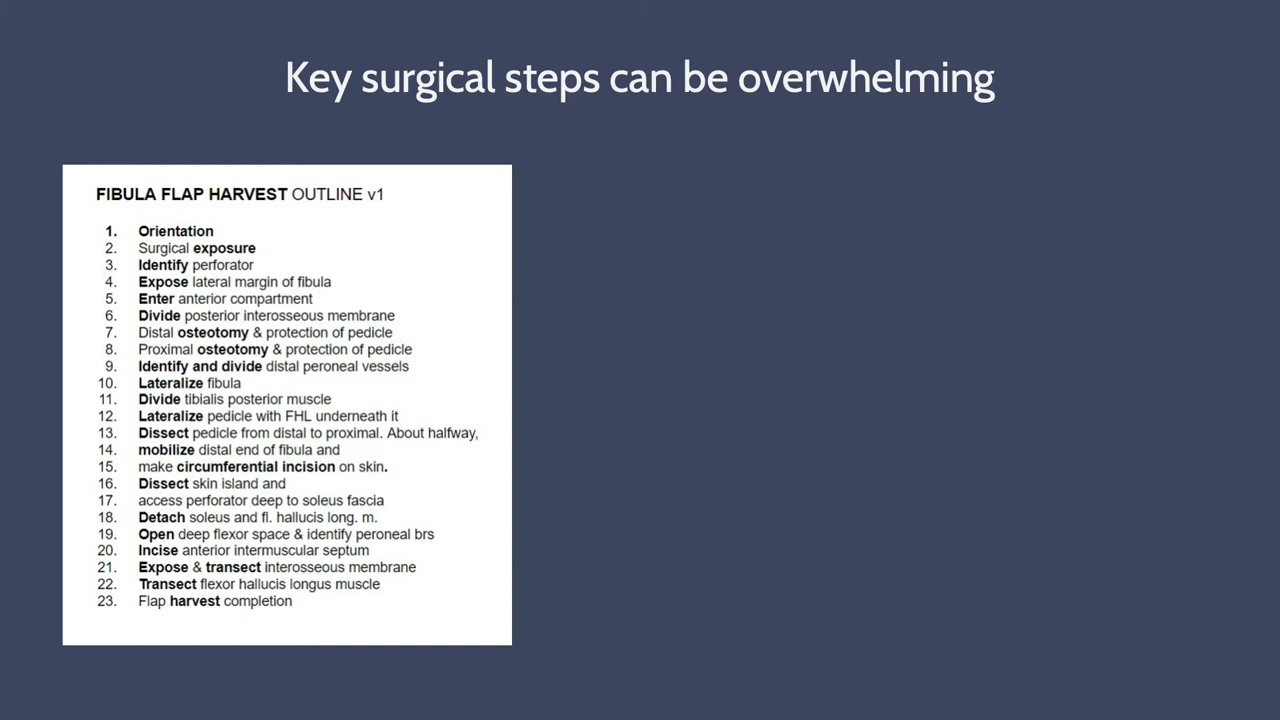 Key surgical steps can be overwhelming
FIBULA FLAP HARVEST OUTLINE v1
1. Orientation
2. Surgical exposure
3. Identify perforator
4. Expose lateral margin of fibula
5. Enter anterior compartment
6. Divide posterior interosseous membrane
7. Distal osteotomy & protection of pedicle
8. Proximal osteotomy & protection of pedicle
9. Identify and divide distal peroneal vessels
10. Lateralize fibula
11. Divide tibialis posterior muscle
12. Lateralize pedicle with FHL underneath it
13. Dissect pedicle from distal to proximal. About halfway,
14. mobilize distal end of fibula and
15. make circumferential incision on skin.
16. Dissect skin island and
17. access perforator deep to soleus fascia
18. Detach soleus and fl. hallucis long. m.
19. Open deep flexor space & identify peroneal brs
20. Incise anterior intermuscular septum
21. Expose & transect interosseous membrane
22. Transect flexor hallucis longus muscle
23. Flap harvest completion